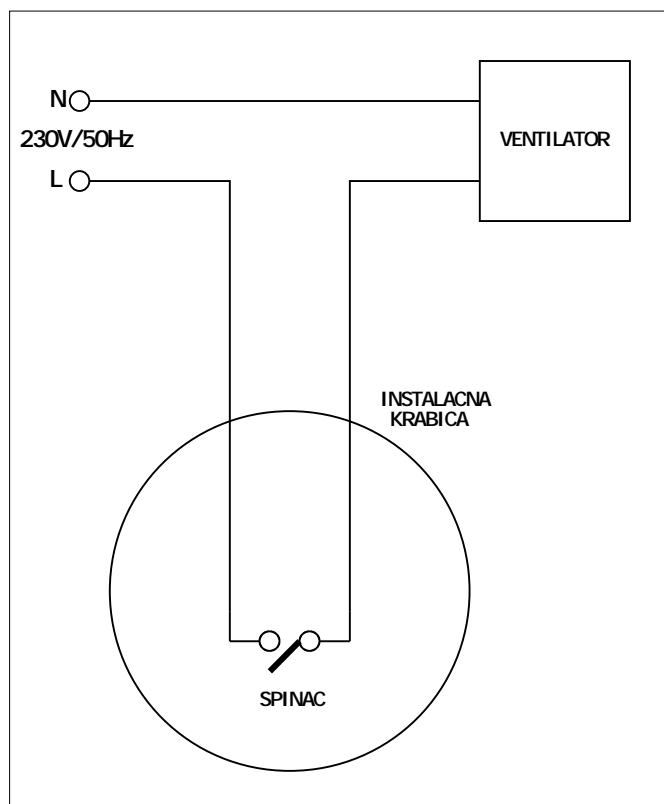 N
230V/50Hz
VENTILATOR
L
INSTALACNA
KRABICA
SPINAC